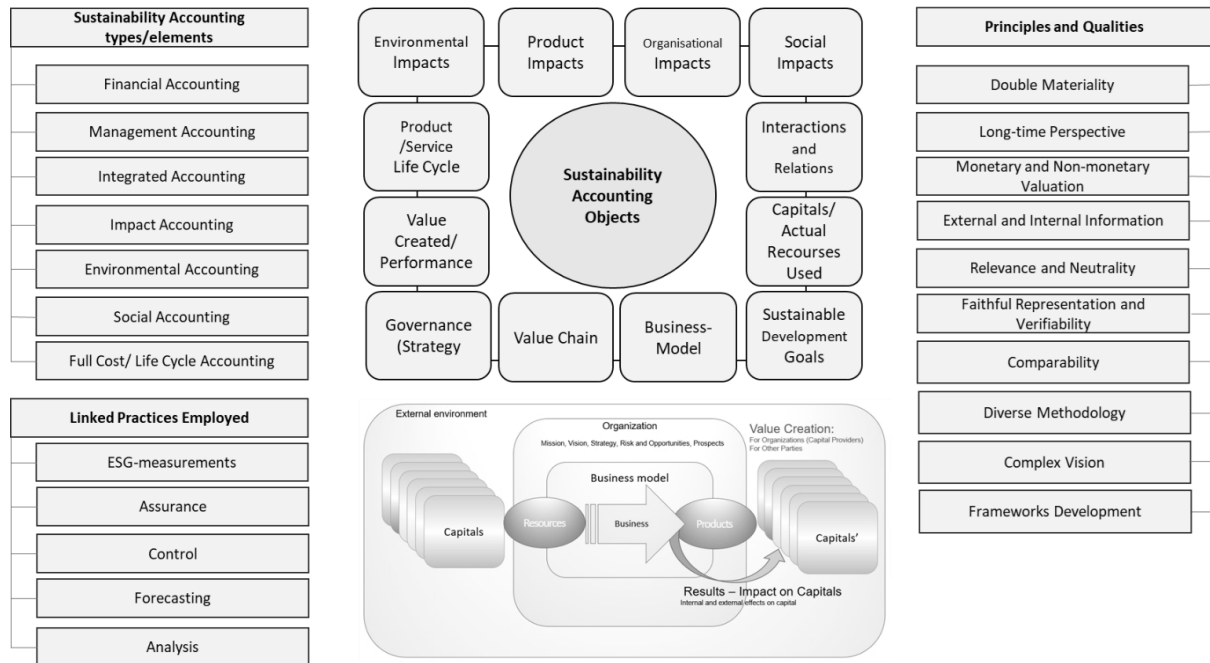 Sustainability Accounting
types/elements
Financial Accounting
Management Accounting
Integrated Accounting
Impact Accounting
Environmental Accounting
Social Accounting
Full Cost/ Life Cycle Accounting
Linked Practices Employed
ESG-measurements
Assurance
Control
Forecasting
Analysis
Environmental
Impacts
Product
Impacts
Organisational
Impacts
Social
Impacts
Product
/Service
Life Cycle
Interactions
and
Relations
Sustainability
Accounting
Objects
Value
Created/
Performance
Capitals/
Actual
Recourses
Used
Governance
(Strategy
Value Chain
Business-
Model
Sustainable
Development
Goals
External environment
Organization
Mission, Vision, Strategy, Risk and Opportunities, Prospects
Value Creation:
For Organizations (Capital Providers)
For Other Parties
Business model
Capitals
Resources
Business
Products
Capitals’
Results – Impact on Capitals
Internal and external effects on capital
Principles and Qualities
Double Materiality
Long-time Perspective
Monetary and Non-monetary
Valuation
External and Internal Information
Relevance and Neutrality
Faithful Representation and
Verifiability
Comparability
Diverse Methodology
Complex Vision
Frameworks Development